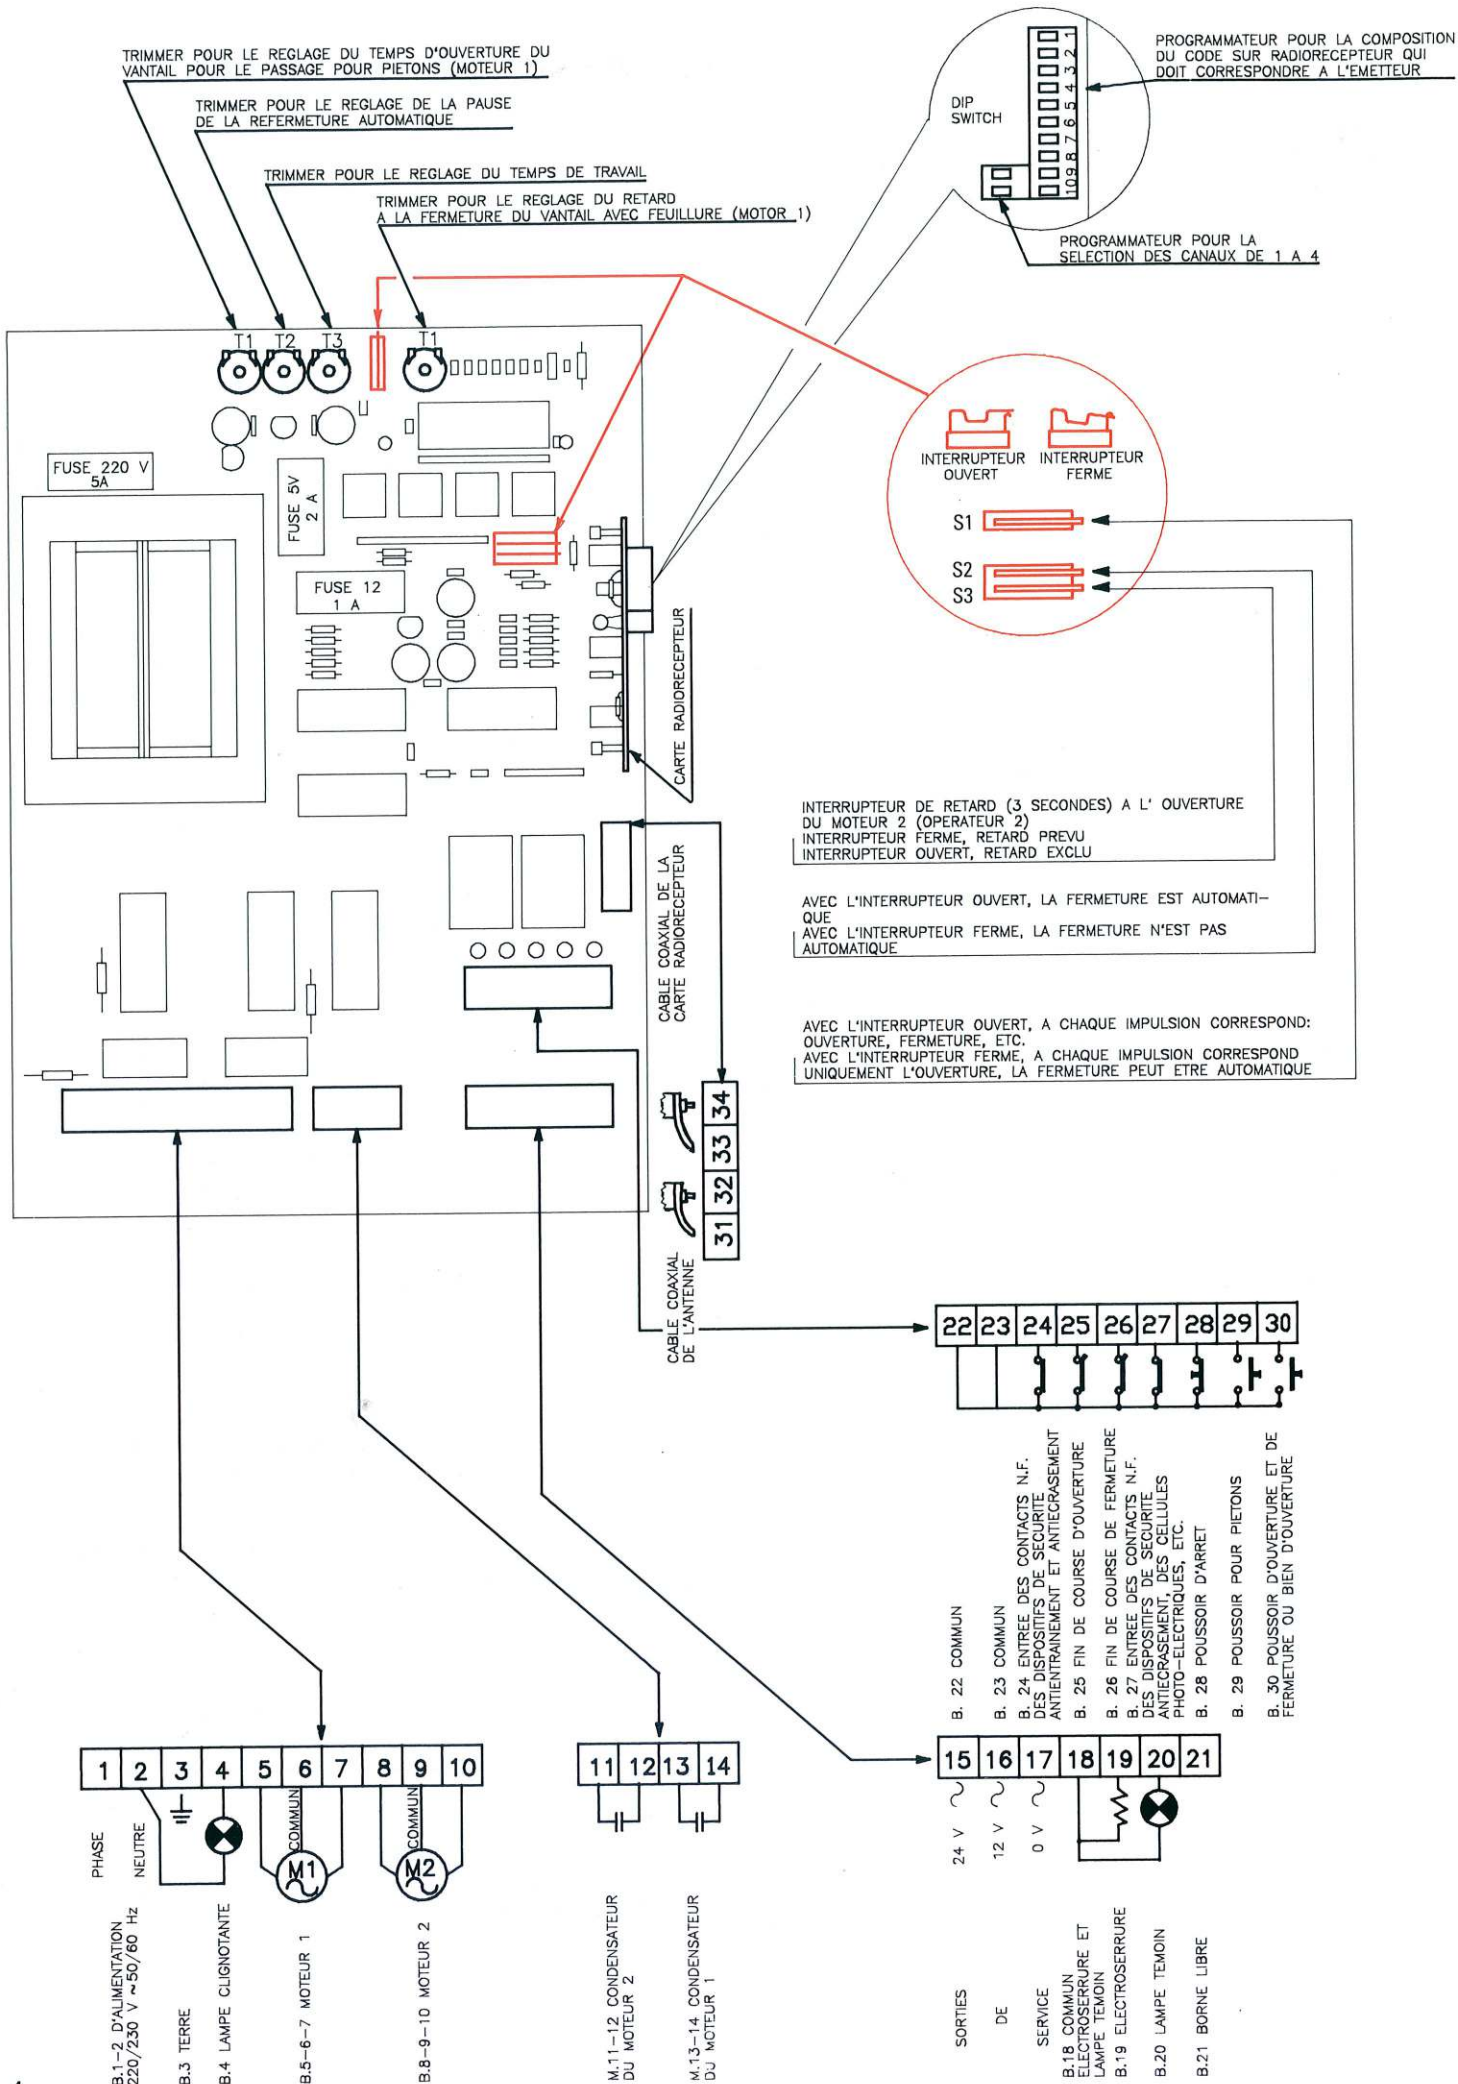 TRIMMER POUR LE REGLAGE DU TEMPS D'OUVERTURE DU
VANTAIL POUR LE PASSAGE POUR PIETONS (MOTEUR 1)
TRIMMER POUR LE REGLAGE DE LA PAUSE
DE LA REFERMETURE AUTOMATIQUE
TRIMMER POUR LE REGLAGE DU TEMPS DE TRAVAIL
TRIMMER POUR LE REGLAGE DU RETARD
A LA FERMETURE DU VANTAIL AVEC FEUILLURE (MOTOR 1)
DIP
SWITCH
1 2 3 4 5 6 7 8 9 10
PROGRAMMATEUR POUR LA COMPOSITION
DU CODE SUR RADIORECEPTEUR QUI
DOIT CORRESPONDRE A L'EMETTEUR
PROGRAMMATEUR POUR LA
SELECTION DES CANAUX DE 1 A 4
T1 T2 T3 T1
FUSE 220 V
5A
FUSE 5V
2 A
FUSE 12
1 A
CARTE RADIORECEPTEUR
INTERRUPTEUR
OUVERT
INTERRUPTEUR
FERME
S1
S2
S3
INTERRUPTEUR DE RETARD (3 SECONDES) A L' OUVERTURE
DU MOTEUR 2 (OPERATEUR 2)
INTERRUPTEUR FERME, RETARD PREVU
INTERRUPTEUR OUVERT, RETARD EXCLU
AVEC L'INTERRUPTEUR OUVERT, LA FERMETURE EST AUTOMATI–
QUE
AVEC L'INTERRUPTEUR FERME, LA FERMETURE N'EST PAS
AUTOMATIQUE
AVEC L'INTERRUPTEUR OUVERT, A CHAQUE IMPULSION CORRESPOND:
OUVERTURE, FERMETURE, ETC.
AVEC L'INTERRUPTEUR FERME, A CHAQUE IMPULSION CORRESPOND
UNIQUEMENT L'OUVERTURE, LA FERMETURE PEUT ETRE AUTOMATIQUE
CABLE COAXIAL DE LA
CARTE RADIORECEPTEUR
31 32 33 34
CABLE COAXIAL
DE L'ANTENNE
22 23 24 25 26 27 28 29 30
B. 22 COMMUN
B. 23 COMMUN
B. 24 ENTREE DES CONTACTS N.F.
DES DISPOSITIFS DE SECURITE
ANTIENTRAINEMENT ET ANTIECRASEMENT
B. 25 FIN DE COURSE D'OUVERTURE
B. 26 FIN DE COURSE DE FERMETURE
B. 27 ENTREE DES CONTACTS N.F.
DES DISPOSITIFS DE SECURITE
ANTIECRASEMENT, DES CELLULES
PHOTO–ELECTRIQUES, ETC.
B. 28 POUSSOIR D'ARRET
B. 29 POUSSOIR POUR PIETONS
B. 30 POUSSOIR D'OUVERTURE ET DE
FERMETURE OU BIEN D'OUVERTURE
1 2 3 4 5 6 7 8 9 10
PHASE
NEUTRE
COMMUN
M1
COMMUN
M2
B.1–2 D'ALIMENTATION
220/230 V ~50/60 Hz
B.3 TERRE
B.4 LAMPE CLIGNOTANTE
B.5–6–7 MOTEUR 1
B.8–9–10 MOTEUR 2
11 12 13 14
M.11–12 CONDENSATEUR
DU MOTEUR 2
M.13–14 CONDENSATEUR
DU MOTEUR 1
15 16 17 18 19 20 21
24 V
12 V
0 V
SORTIES
DE
SERVICE
B.18 COMMUN
ELECTROSERRURE ET
LAMPE TEMOIN
B.19 ELECTROSERRURE
B.20 LAMPE TEMOIN
B.21 BORNE LIBRE